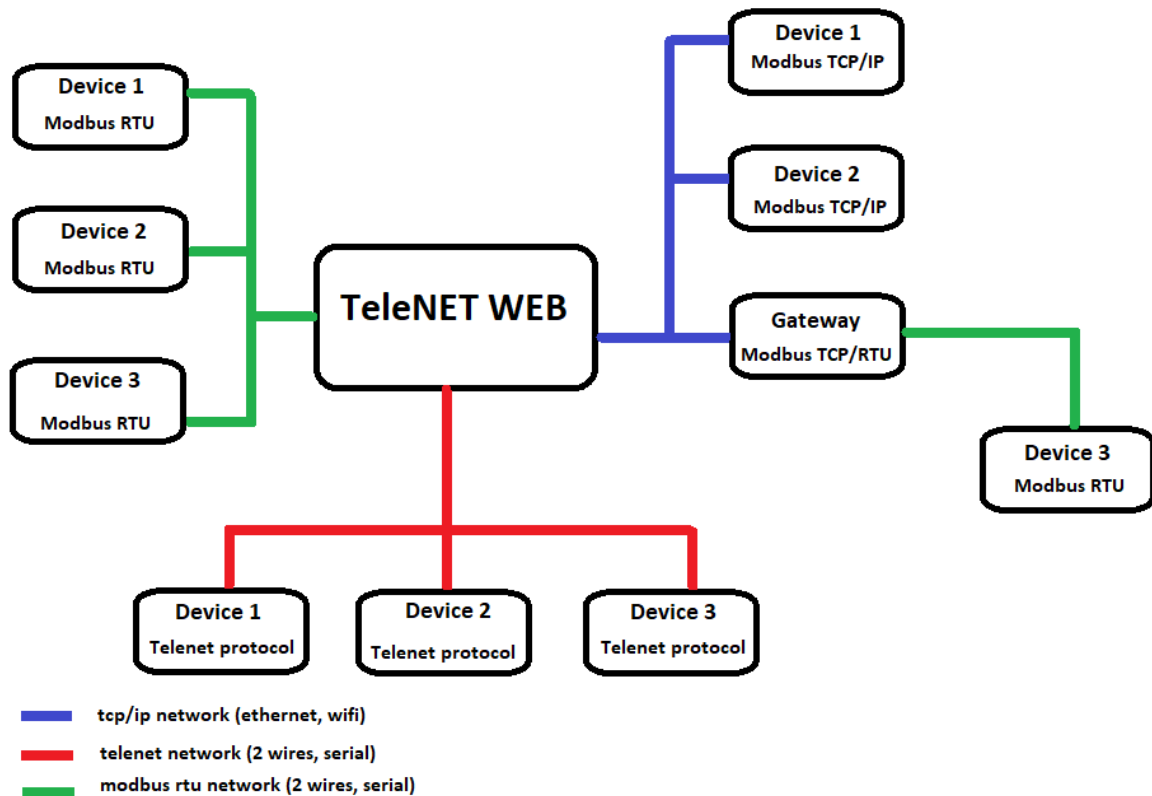 Device 1
Modbus RTU
Device 2
Modbus RTU
Device 3
Modbus RTU
TeleNET WEB
Device 1
Modbus TCP/IP
Device 2
Modbus TCP/IP
Gateway
Modbus TCP/RTU
Device 3
Modbus RTU
Device 1
Telenet protocol
Device 2
Telenet protocol
Device 3
Telenet protocol
tcp/ip network (ethernet, wifi)
telenet network (2 wires, serial)
modbus rtu network (2 wires, serial)